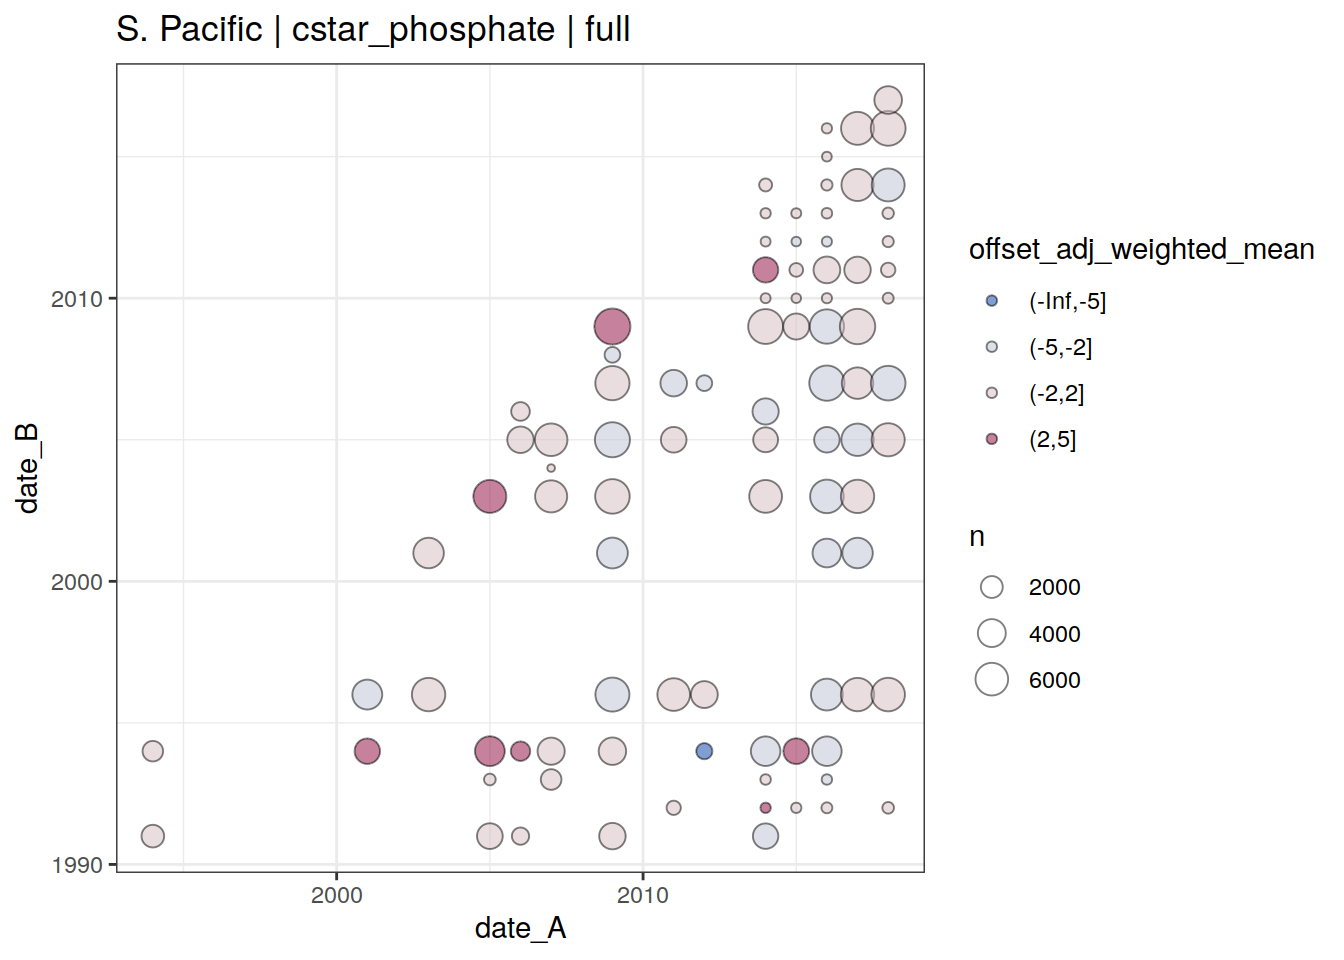 S. Pacific | cstar_phosphate | full
2010
2000
1990
date_B
2000
2010
date_A
offset_adj_weighted_mean
(-Inf,-5]
(-5,-2]
(-2,2]
(2,5]
n
2000
4000
6000